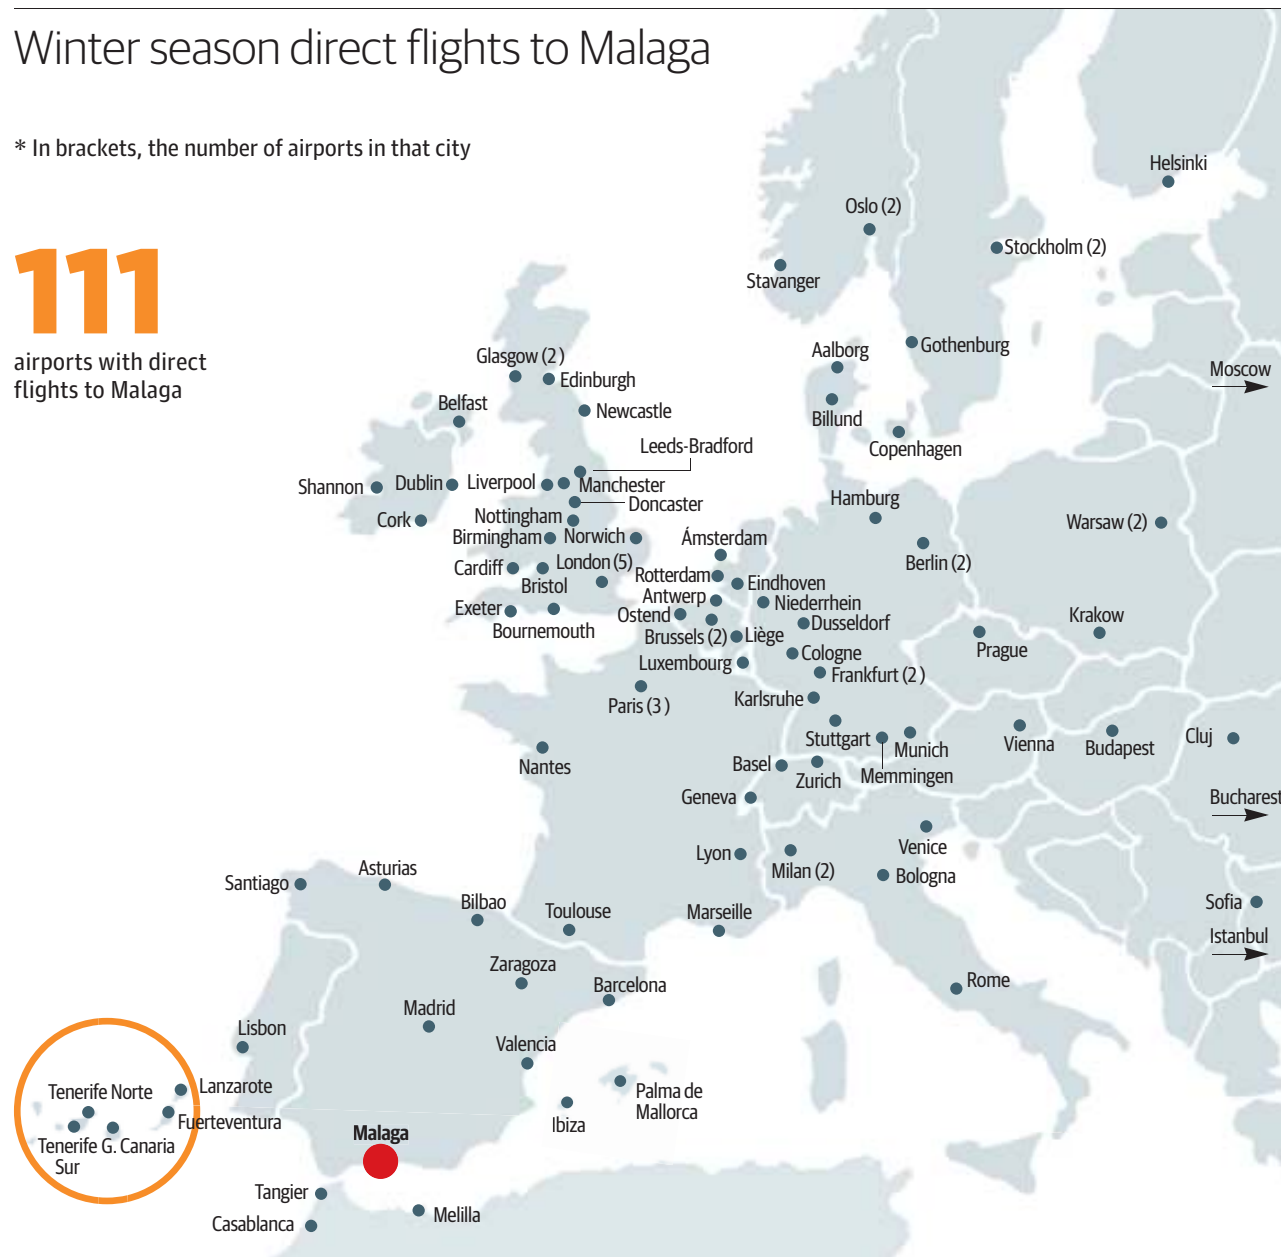 Winter season direct flights to Malaga
* In brackets, the number of airports in that city
111
airports with direct
flights to Malaga
Helsinki
Oslo (2)
Stockholm (2)
Stavanger
Gothenburg
Aalborg
Moscow
Glasgow (2)
Edinburgh
Belfast
Newcastle
Billund
Copenhagen
Leeds-Bradford
Shannon
Dublin
Liverpool
Manchester
Doncaster
Hamburg
Cork
Nottingham
Warsaw (2)
Birmingham
Norwich
Ámsterdam
Berlin (2)
Cardiff
London (5)
Bristol
Rotterdam
Eindhoven
Antwerp
Niederrhein
Exeter
Ostend
Dusseldorf
Krakow
Bournemouth
Brussels (2)
Liège
Prague
Luxembourg
Cologne
Frankfurt (2)
Paris (3)
Karlsruhe
Stuttgart
Munich
Vienna
Budapest
Cluj
Nantes
Basel
Zurich
Memmingen
Geneva
Bucharest
Lyon
Milan (2)
Venice
Bologna
Santiago
Asturias
Bilbao
Toulouse
Marseille
Sofia
Istanbul
Zaragoza
Barcelona
Rome
Madrid
Lisbon
Valencia
Lanzarote
Tenerife Norte
Palma de
Mallorca
Fuerteventura
Ibiza
Tenerife
Sur
G. Canaria
Malaga
Tangier
Melilla
Casablanca